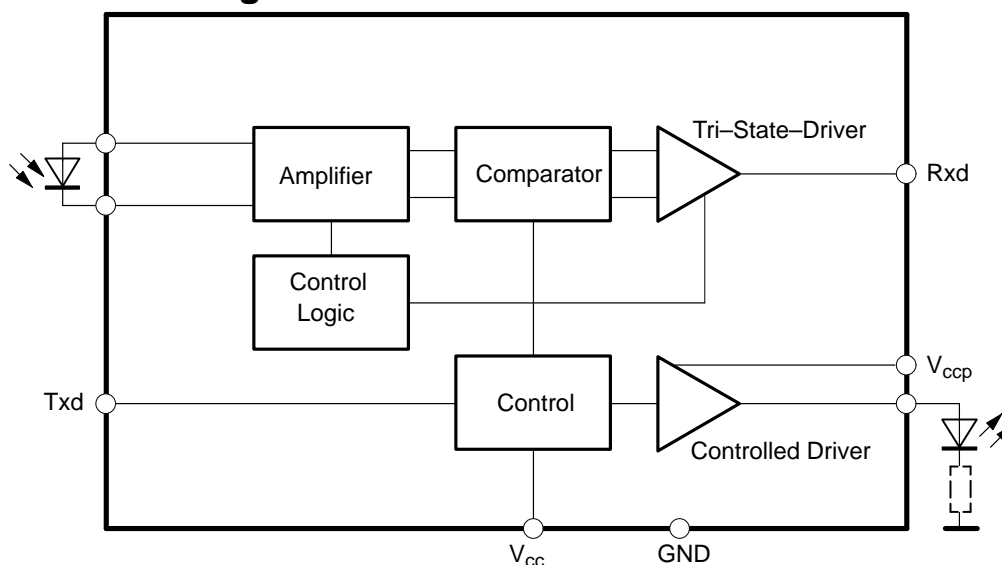 Tri–State–Driver
Amplifier
Comparator
Rxd
Control
Logic
Vccp
Txd
Control
Controlled Driver
Vcc
GND